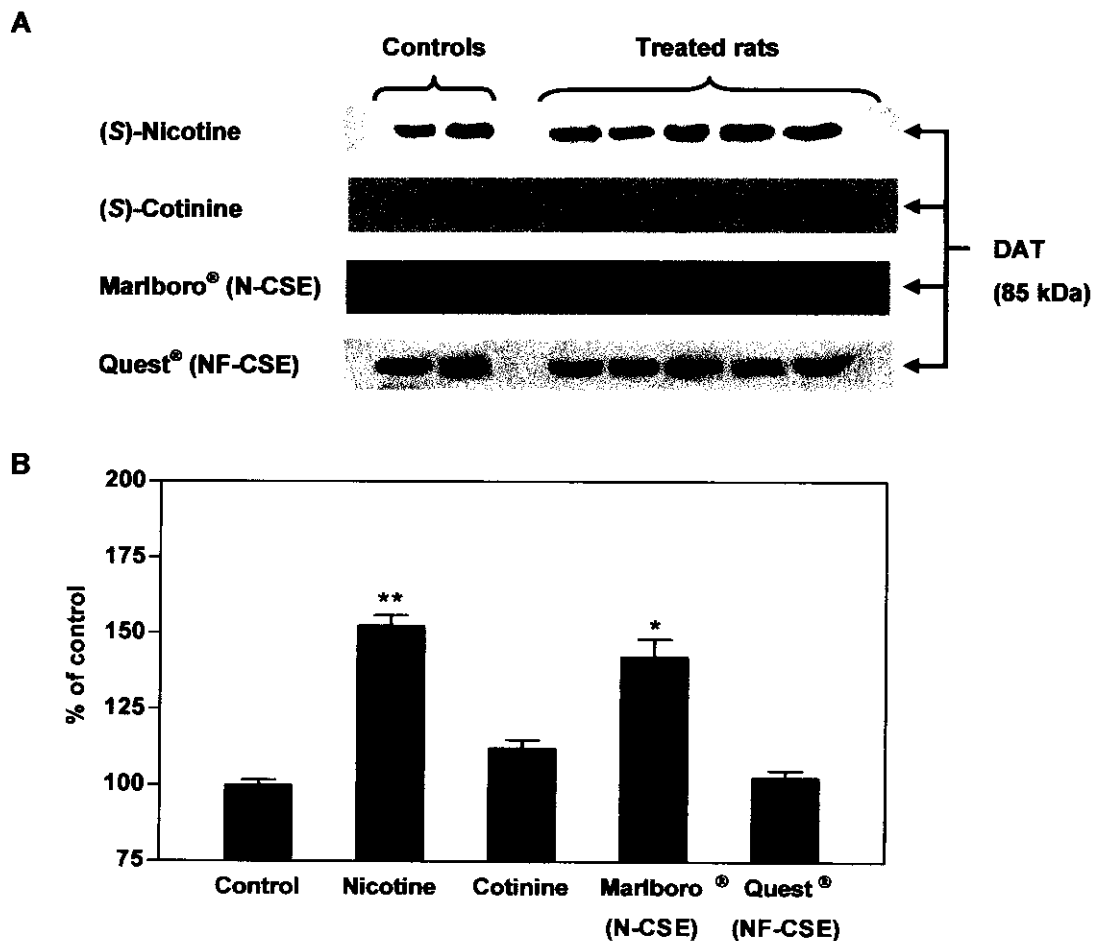 A
Controls Treated rats
(S)-Nicotine
(S)-Cotinine
Marlboro® (N-CSE)
Quest® (NF-CSE)
DAT
(85 kDa)
B
200
175
150
125
100
75
% of control
** *
Control Nicotine Cotinine Marlboro ® Quest ®
(N-CSE) (NF-CSE)